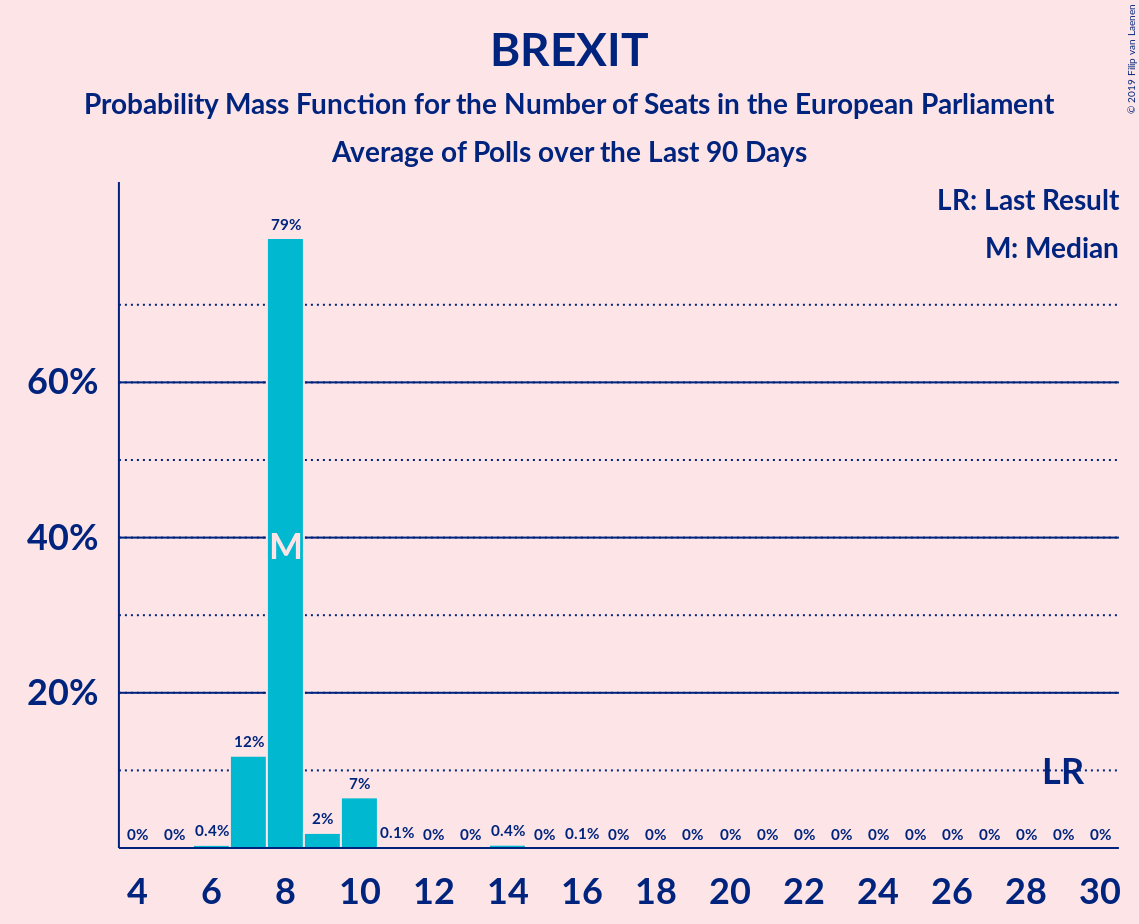 BREXIT
Probability Mass Function for the Number of Seats in the European Parliament
Average of Polls over the Last 90 Days
© 2019 Filip van Laenen
LR: Last Result
M: Median
79%
60%
M
40%
20%
12%
LR
7%
2%
0% 0% 0.4% 0.1% 0% 0% 0.4% 0% 0.1% 0% 0% 0% 0% 0% 0% 0% 0% 0% 0% 0% 0% 0% 0%
4 6 8 10 12 14 16 18 20 22 24 26 28 30